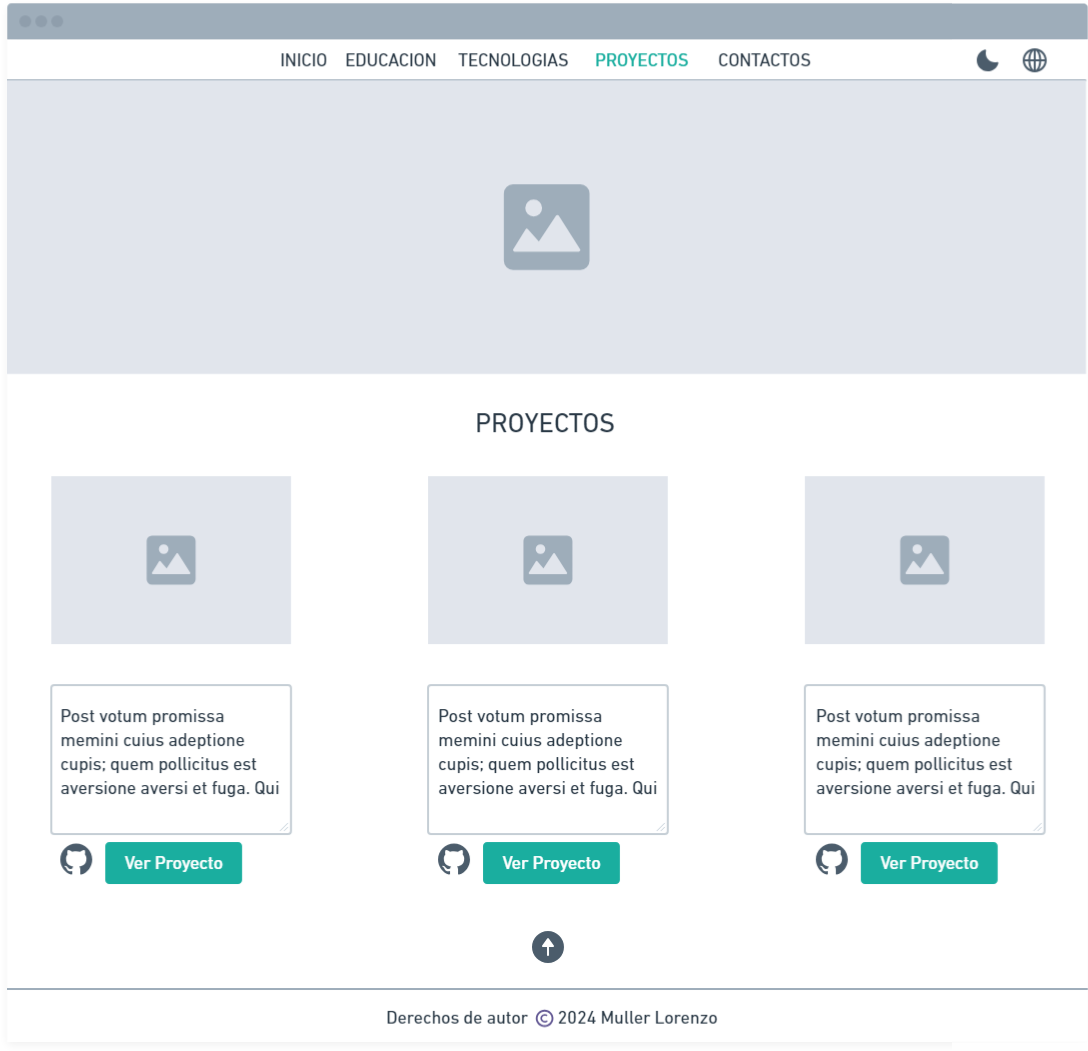 INICIO EDUCACION TECNOLOGIAS PROYECTOS CONTACTOS
PROYECTOS
Post votum promissa
memini cuius adeptione
cupis; quem pollicitus est
aversione aversi et fuga. Qui
Ver Proyecto
Post votum promissa
memini cuius adeptione
cupis; quem pollicitus est
aversione aversi et fuga. Qui
Ver Proyecto
Post votum promissa
memini cuius adeptione
cupis; quem pollicitus est
aversione aversi et fuga. Qui
Ver Proyecto
Derechos de autor © 2024 Muller Lorenzo